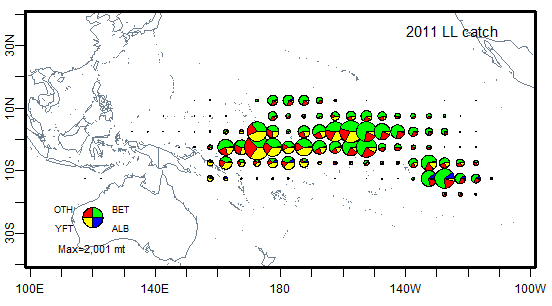 2011 LL catch
30N
10N
10S
30S
OTH BET
YFT ALB
Max=2,001 mt
100E 140E 180 140W 100W